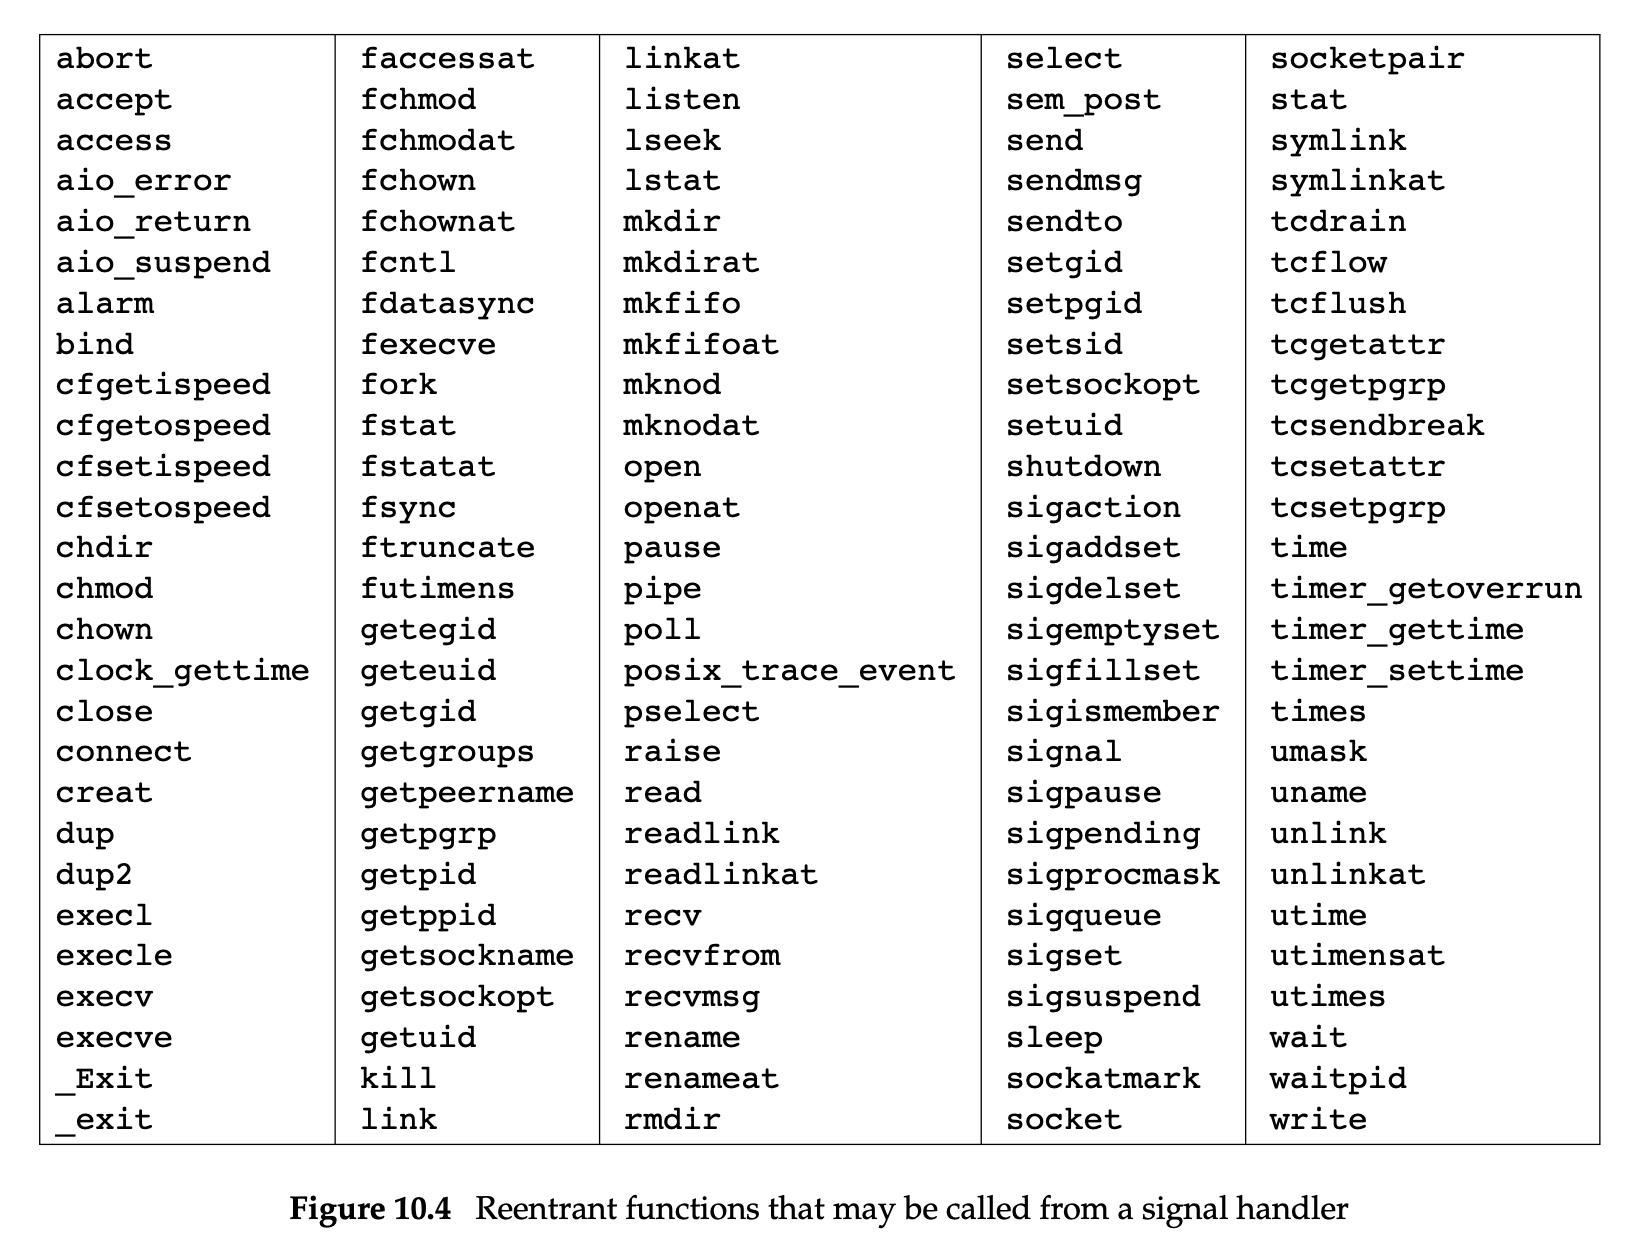 abort faccessat linkat select socketpair
accept fchmod listen sem_post stat
access fchmodat lseek send symlink
aio_error fchown lstat sendmsg symlinkat
aio_return fchownat mkdir sendto tcdrain
aio_suspend fcntl mkdirat setgid tcflow
alarm fdatasync mkfifo setpgid tcflush
bind fexecve mkfifoat setsid tcgetattr
cfgetispeed fork mknod setsockopt tcgetpgrp
cfgetospeed fstat mknodat setuid tcsendbreak
cfsetispeed fstatat open shutdown tcsetattr
cfsetospeed fsync openat sigaction tcsetpgrp
chdir ftruncate pause sigaddset time
chmod futimens pipe sigdelset timer_getoverrun
chown getegid poll sigemptyset timer_gettime
clock_gettime geteuid posix_trace_event sigfillset timer_settime
close getgid pselect sigismember times
connect getgroups raise signal umask
creat getpeername read sigpause uname
dup getpgrp readlink sigpending unlink
dup2 getpid readlinkat sigprocmask unlinkat
execl getppid recv sigqueue utime
execle getsockname recvfrom sigset utimensat
execv getsockopt recvmsg sigsuspend utimes
execve getuid rename sleep wait
_Exit kill renameat sockatmark waitpid
_exit link rmdir socket write
Figure 10.4 Reentrant functions that may be called from a signal handler